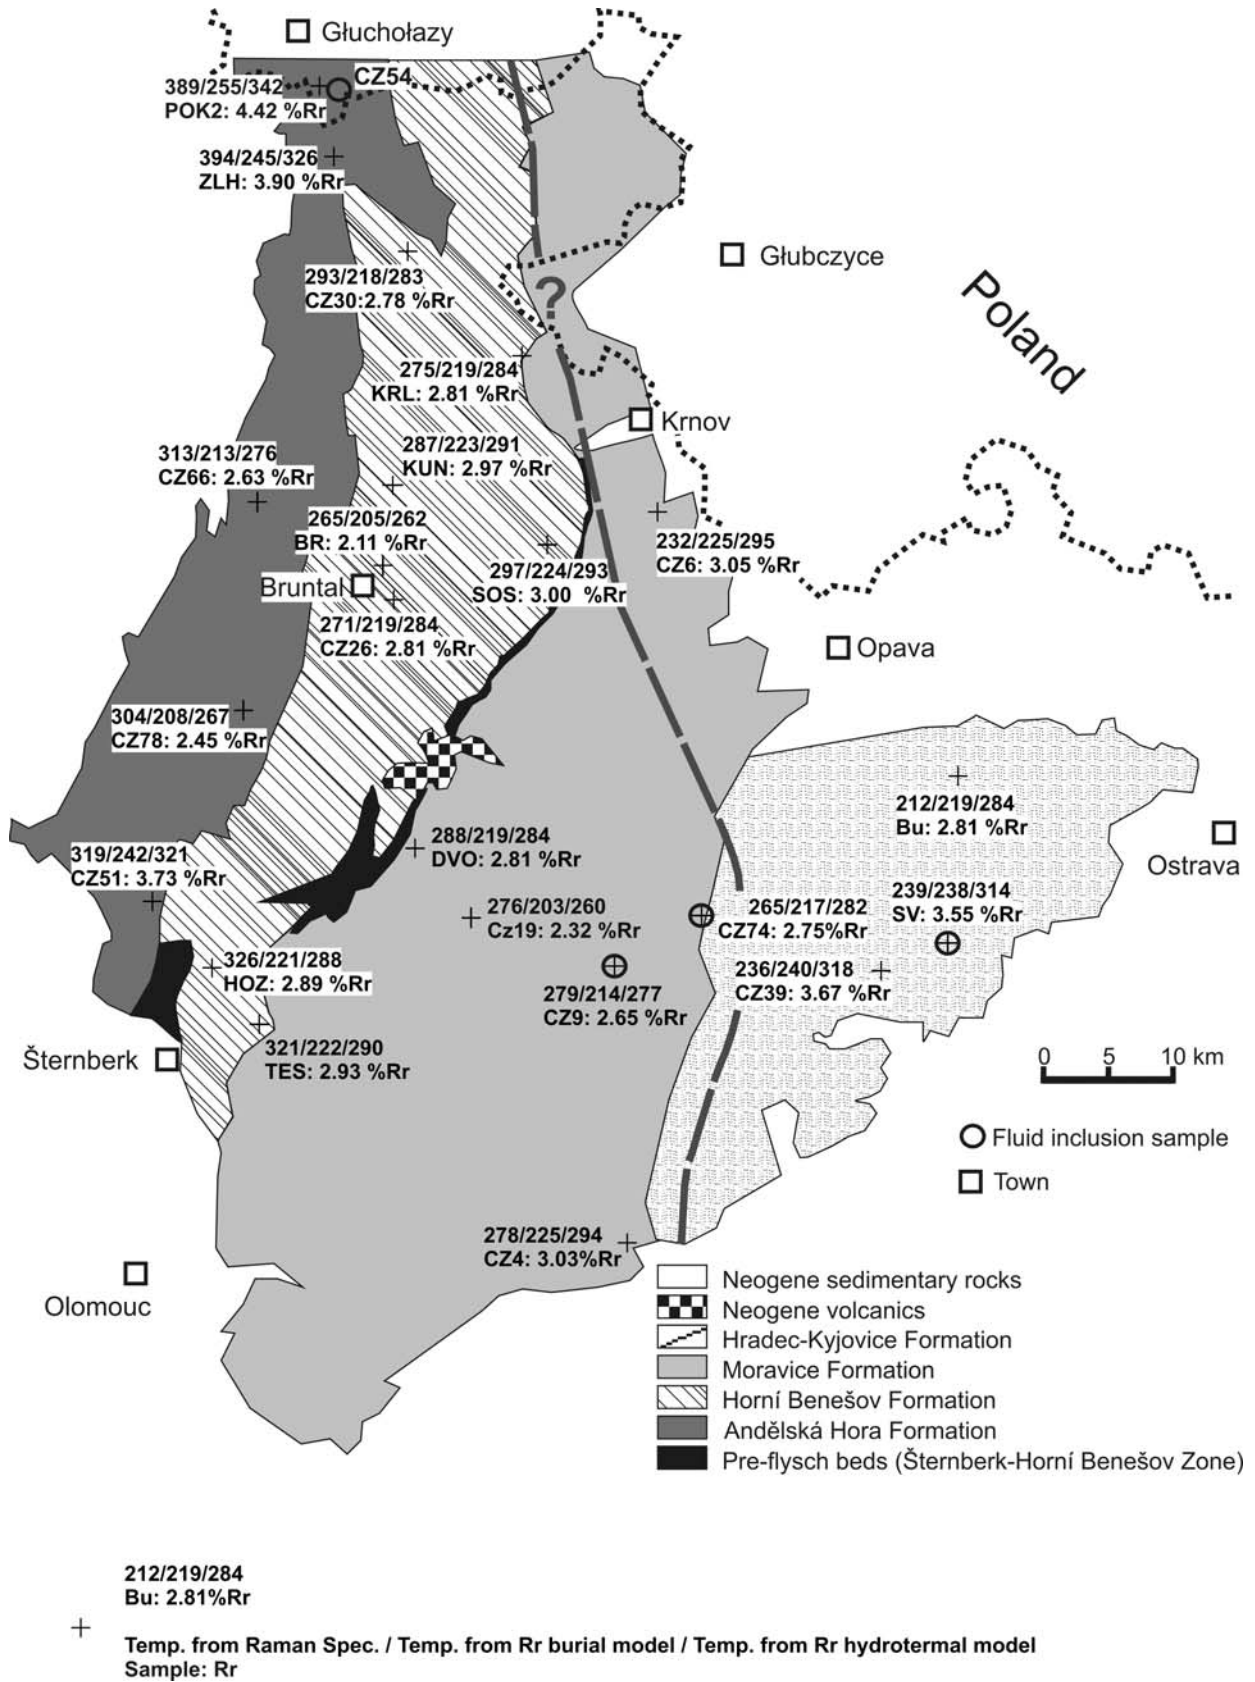 Głuchołazy
CZ54
389/255/342
POK2: 4.42 %Rr
394/245/326
ZLH: 3.90 %Rr
Głubczyce
293/218/283
CZ30:2.78 %Rr
?
Poland
275/219/284
KRL: 2.81 %Rr
Krnov
287/223/291
KUN: 2.97 %Rr
313/213/276
CZ66: 2.63 %Rr
265/205/262
BR: 2.11 %Rr
232/225/295
CZ6: 3.05 %Rr
297/224/293
SOS: 3.00 %Rr
Bruntal
271/219/284
CZ26: 2.81 %Rr
Opava
304/208/267
CZ78: 2.45 %Rr
212/219/284
Bu: 2.81 %Rr
288/219/284
DVO: 2.81 %Rr
Ostrava
319/242/321
CZ51: 3.73 %Rr
239/238/314
SV: 3.55 %Rr
276/203/260
Cz19: 2.32 %Rr
265/217/282
CZ74: 2.75%Rr
326/221/288
HOZ: 2.89 %Rr
236/240/318
CZ39: 3.67 %Rr
279/214/277
CZ9: 2.65 %Rr
321/222/290
TES: 2.93 %Rr
Šternberk
0 5 10 km
Fluid inclusion sample
Town
278/225/294
CZ4: 3.03%Rr
Olomouc
Neogene sedimentary rocks
Neogene volcanics
Hradec-Kyjovice Formation
Moravice Formation
Horní Benešov Formation
Andělská Hora Formation
Pre-flysch beds (Šternberk-Horní Benešov Zone)
212/219/284
Bu: 2.81%Rr
Temp. from Raman Spec. / Temp. from Rr burial model / Temp. from Rr hydrotermal model
Sample: Rr